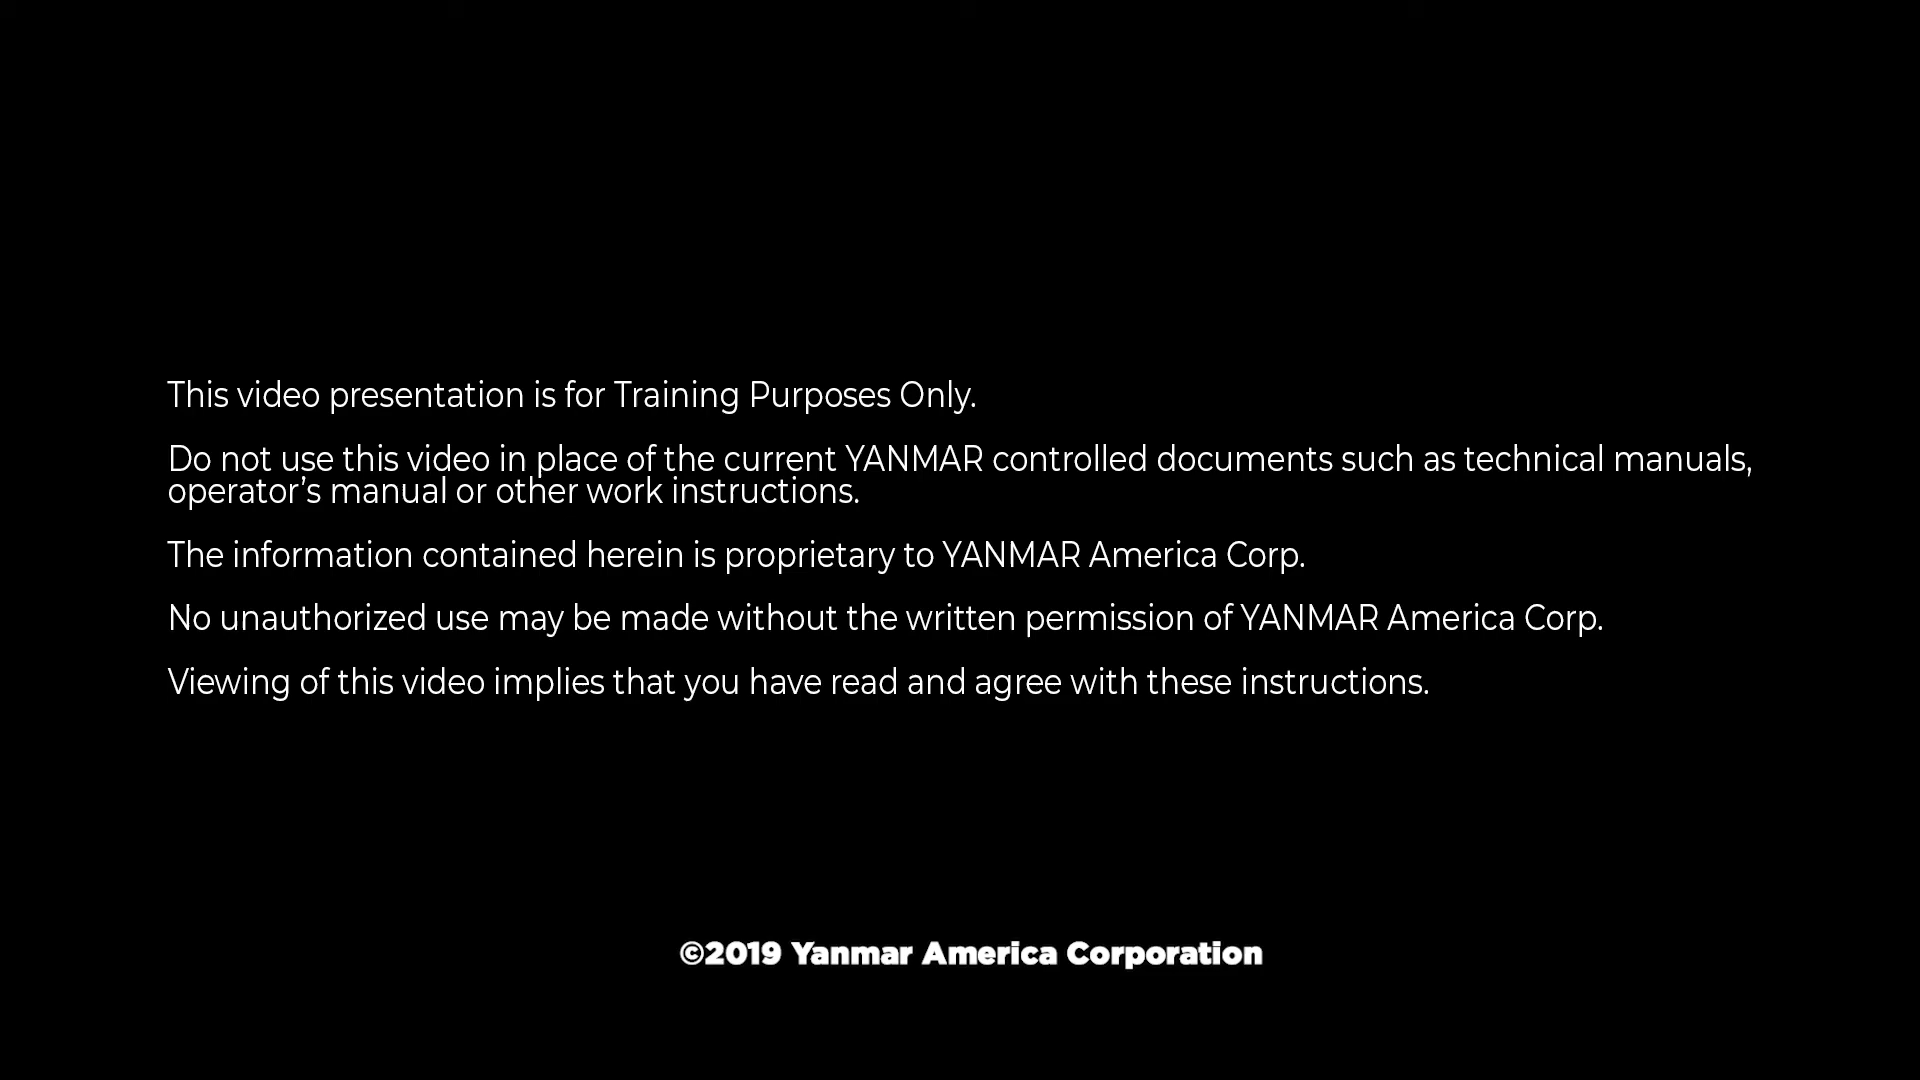 This video presentation is for Training Purposes Only.
Do not use this video in place of the current YANMAR controlled documents such as technical manuals,
operator’s manual or other work instructions.
The information contained herein is proprietary to YANMAR America Corp.
No unauthorized use may be made without the written permission of YANMAR America Corp.
Viewing of this video implies that you have read and agree with these instructions.
©2019 Yanmar America Corporation